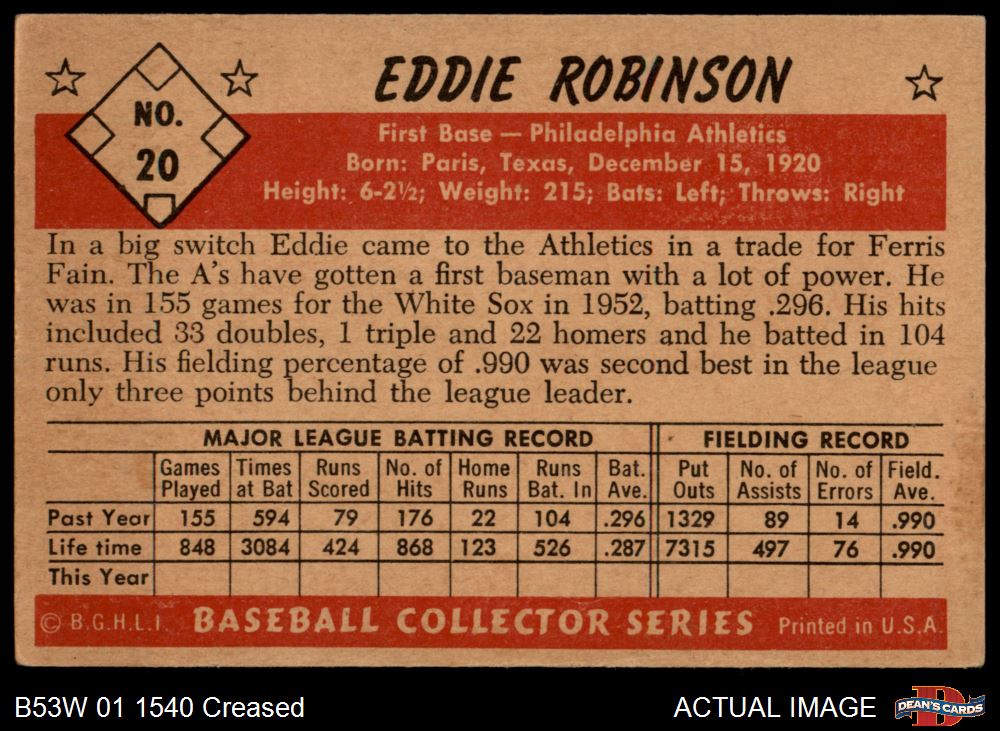 NO.
20
EDDIE ROBINSON
First Base — Philadelphia Athletics
Born: Paris, Texas, December 15, 1920
Height: 6-2½; Weight: 215; Bats: Left; Throws: Right
In a big switch Eddie came to the Athletics in a trade for Ferris
Fain. The A's have gotten a first baseman with a lot of power. He
was in 155 games for the White Sox in 1952, batting .296. His hits
included 33 doubles, 1 triple and 22 homers and he batted in 104
runs. His fielding percentage of .990 was second best in the league
only three points behind the league leader.
MAJOR LEAGUE BATTING RECORD FIELDING RECORD
Games Times Runs No. of Home Runs Bat. Put No. of No. of Field.
Played at Bat Scored Hits Runs Bat. In Ave. Outs Assists Errors Ave.
Past Year 155 594 79 176 22 104 .296 1329 89 14 .990
Life time 848 3084 424 868 123 526 .287 7315 497 76 .990
This Year
© B.G.H.L.I. BASEBALL COLLECTOR SERIES Printed in U.S.A.
B53W 01 1540 Creased ACTUAL IMAGE D DEAN'S CARDS